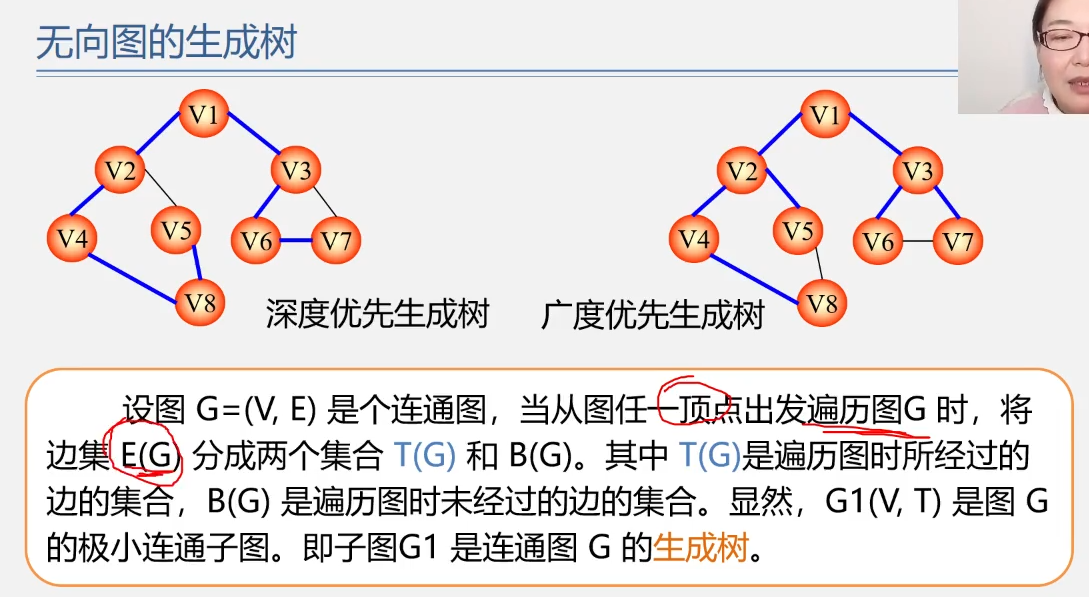 无向图的生成树
V1
V2
V3
V4
V5
V6
V7
V8
深度优先生成树
V1
V2
V3
V4
V5
V6
V7
V8
广度优先生成树
设图 G=(V, E) 是个连通图，当从图任一顶点出发遍历图G 时，将
边集 E(G) 分成两个集合 T(G) 和 B(G)。其中 T(G)是遍历图时所经过的
边的集合，B(G) 是遍历图时未经过的边的集合。显然，G1(V, T) 是图 G
的极小连通子图。即子图G1 是连通图 G 的生成树。